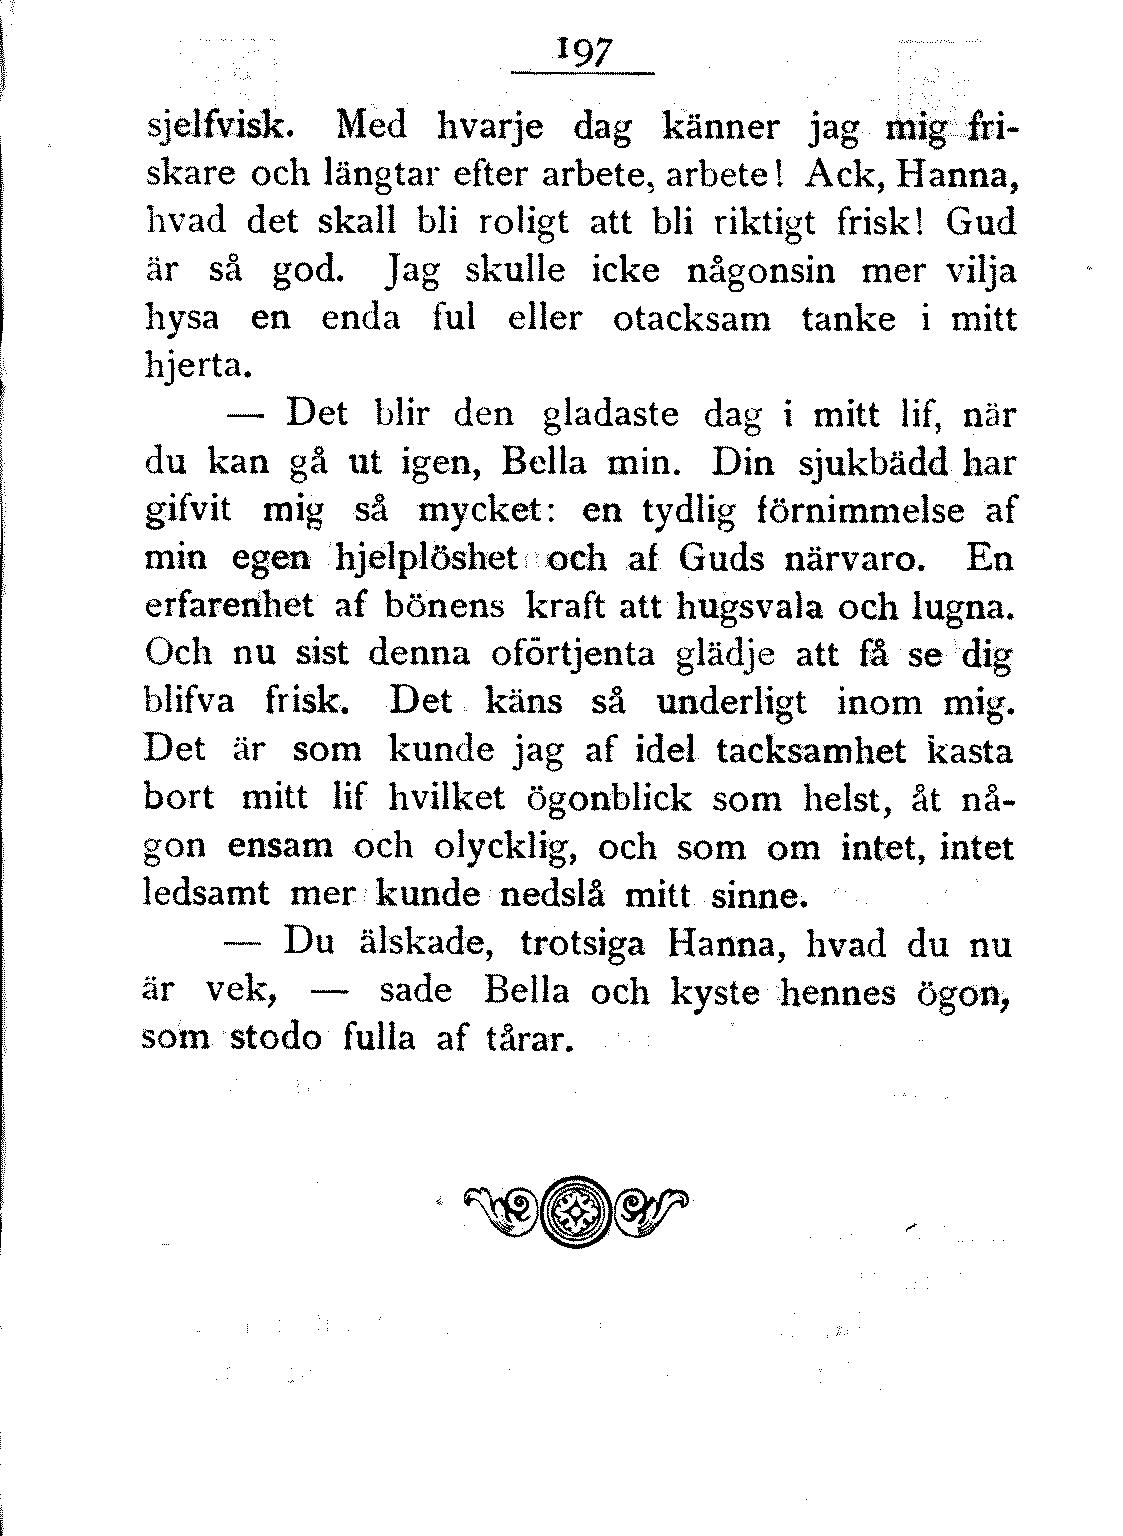 197
sjelfvisk. Med hvarje dag känner jag mig fri-
skare och längtar efter arbete, arbete! Ack, Hanna,
hvad det skall bli roligt att bli riktigt frisk! Gud
är så god. Jag skulle icke någonsin mer vilja
hysa en enda ful eller otacksam tanke i mitt
hjerta.
— Det blir den gladaste dag i mitt lif, när
du kan gå ut igen, Bella min. Din sjukbädd har
gifvit mig så mycket: en tydlig förnimmelse af
min egen hjelplöshet och af Guds närvaro. En
erfarenhet af bönens kraft att hugsvala och lugna.
Och nu sist denna oförtjenta glädje att få se dig
blifva frisk. Det käns så underligt inom mig.
Det är som kunde jag af idel tacksamhet kasta
bort mitt lif hvilket ögonblick som helst, åt nå-
gon ensam och olycklig, och som om intet, intet
ledsamt mer kunde nedslå mitt sinne.
— Du älskade, trotsiga Hanna, hvad du nu
är vek, — sade Bella och kyste hennes ögon,
som stodo fulla af tårar.